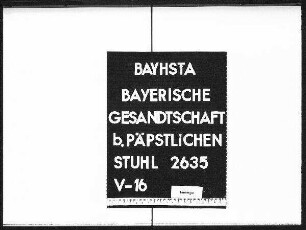 BAYHSTA
BAYERISCHE
GESANDTSCHAFT
b. PÄPSTLiCHEN
STUHL 2635
V-16